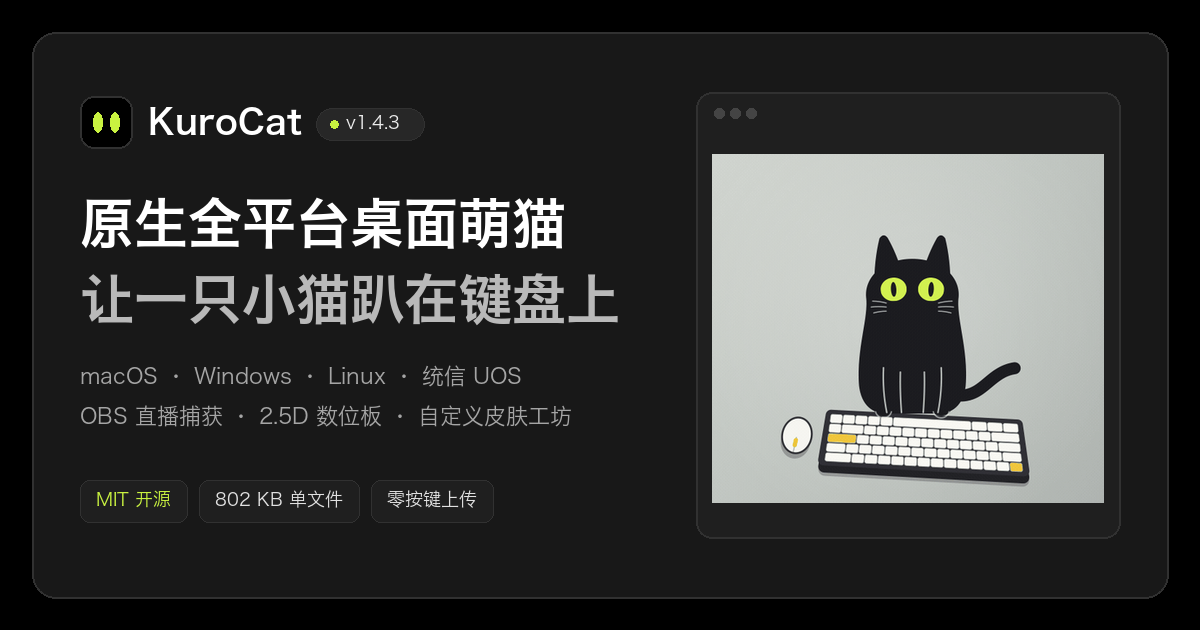 KuroCat v1.4.3
原生全平台桌面萌猫
让一只小猫趴在键盘上
macOS · Windows · Linux · 统信 UOS
OBS 直播捕获 · 2.5D 数位板 · 自定义皮肤工坊
MIT 开源 802 KB 单文件 零按键上传